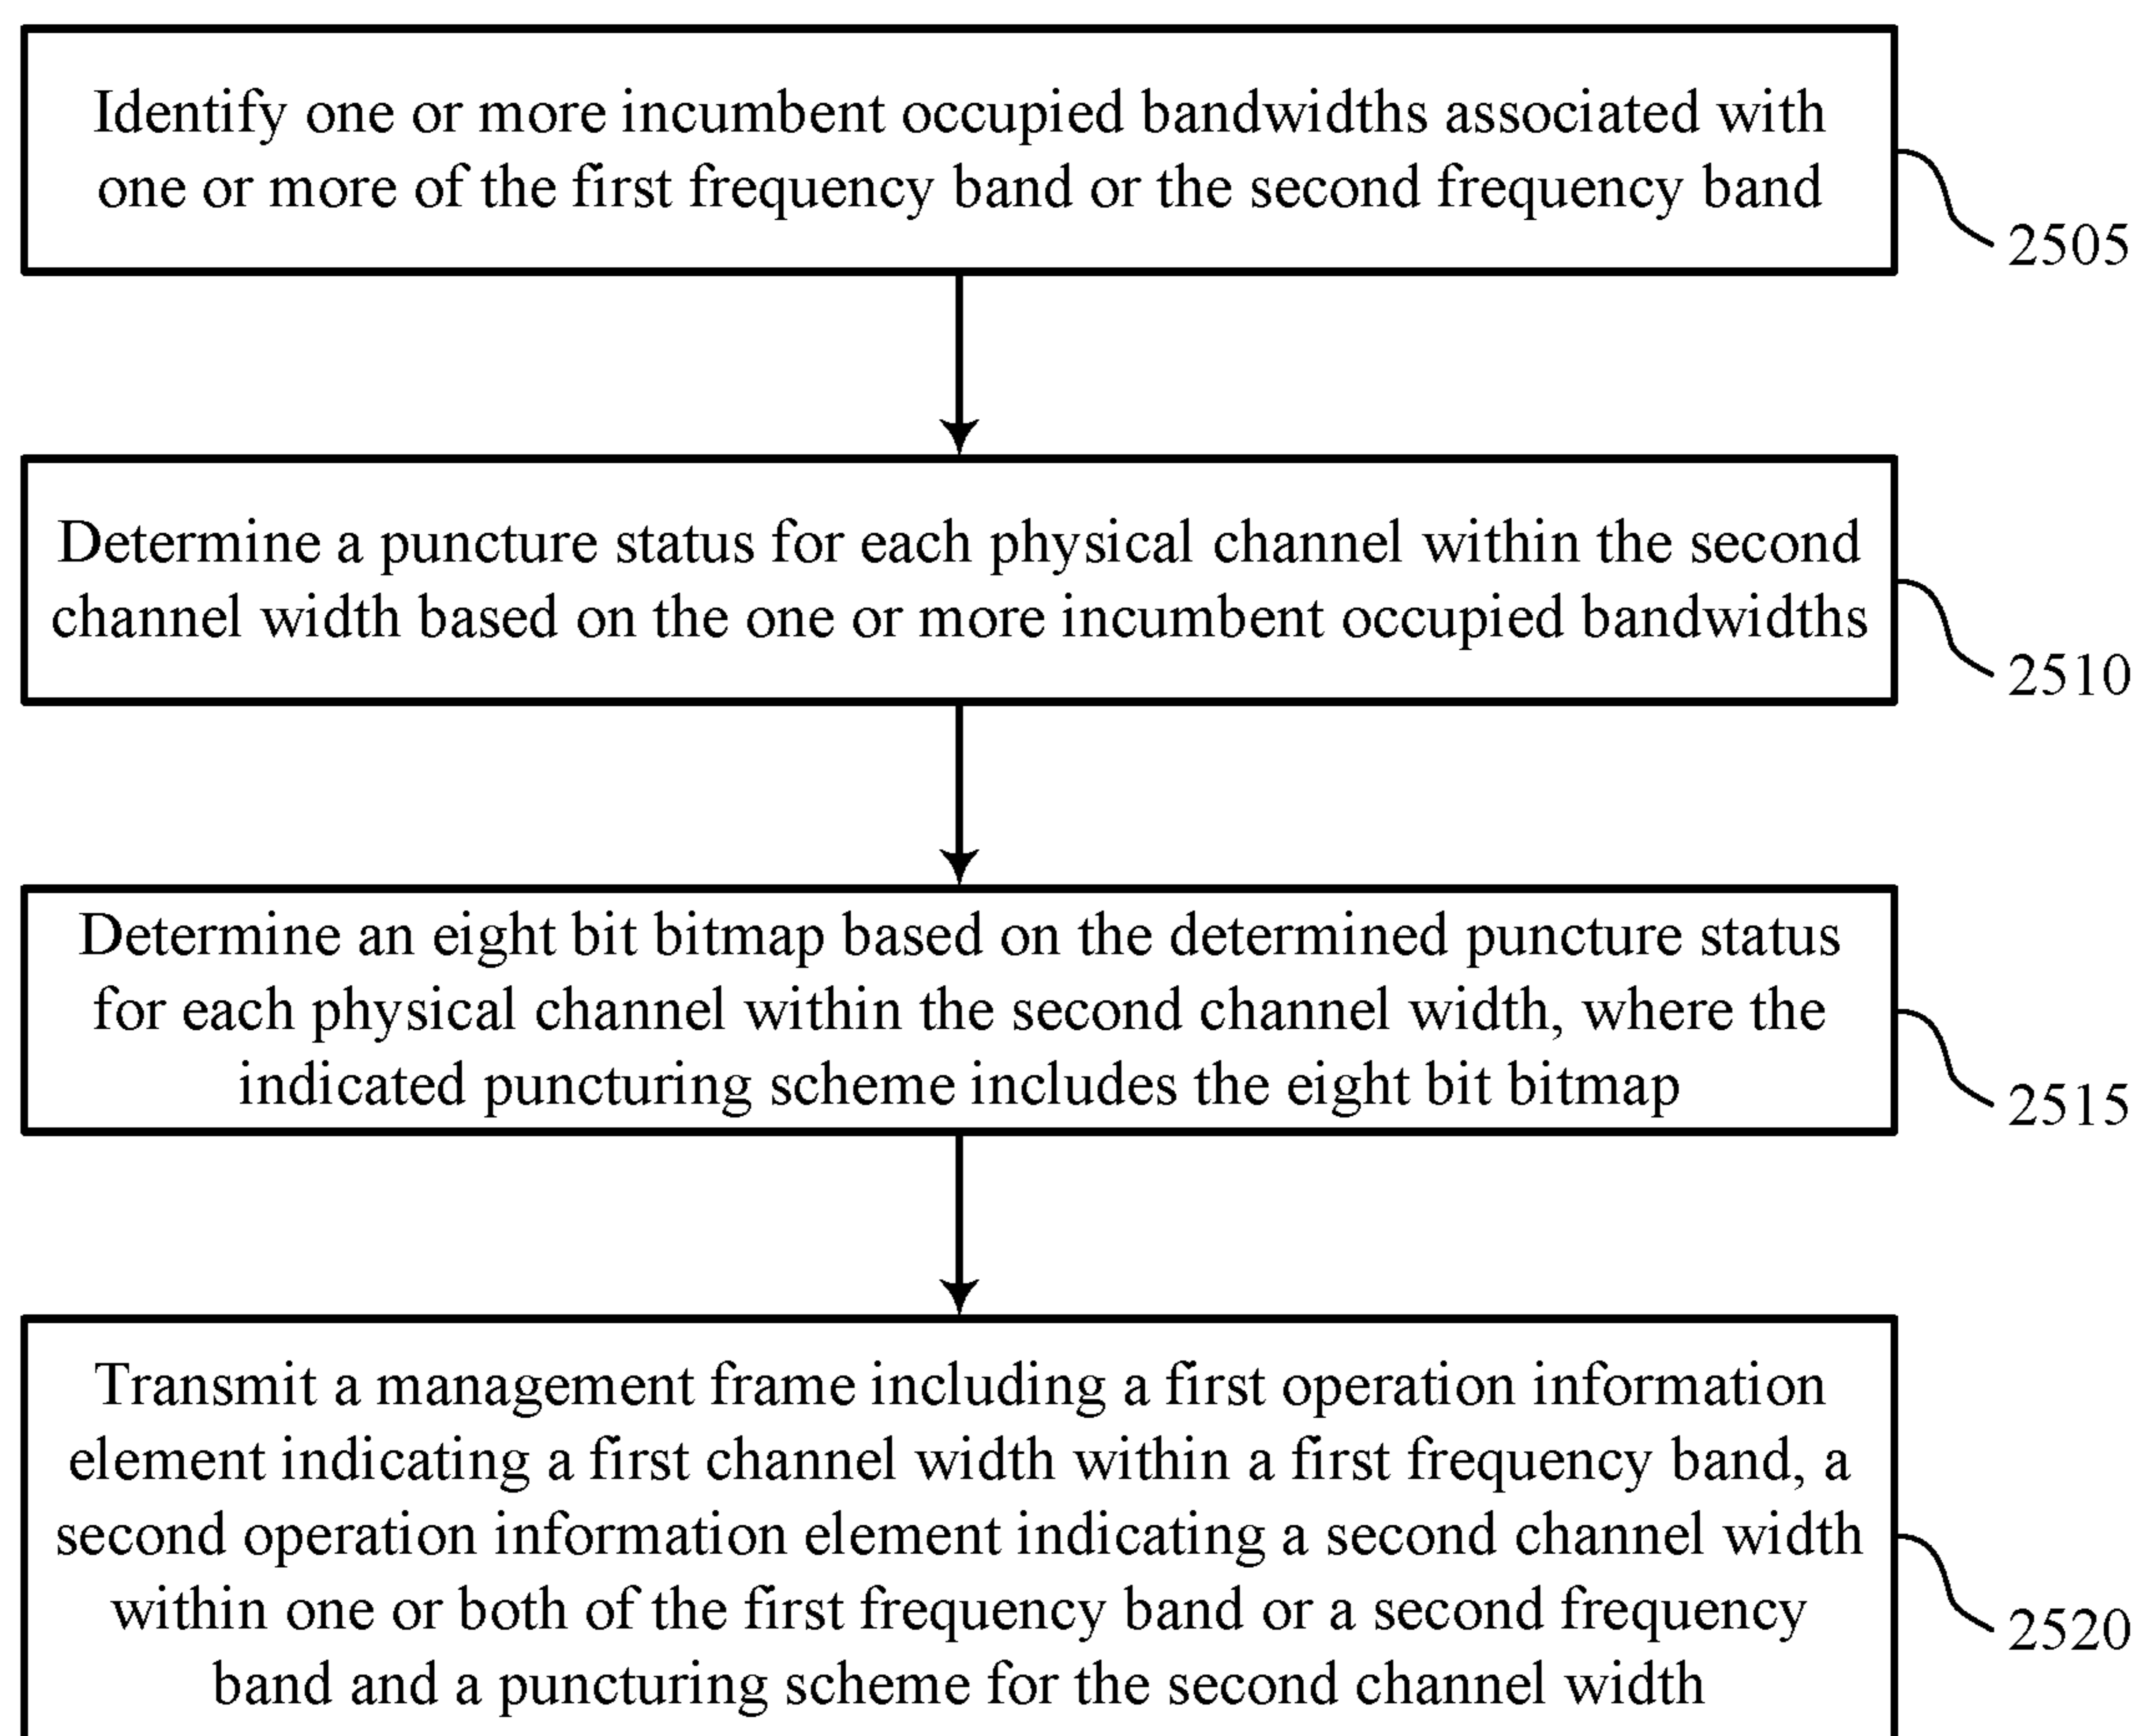 Identify one or more incumbent occupied bandwidths associated with
one or more of the first frequency band or the second frequency band
2505
Determine a puncture status for each physical channel within the second
channel width based on the one or more incumbent occupied bandwidths
2510
Determine an eight bit bitmap based on the determined puncture status
for each physical channel within the second channel width, where the
indicated puncturing scheme includes the eight bit bitmap
2515
Transmit a management frame including a first operation information
element indicating a first channel width within a first frequency band, a
second operation information element indicating a second channel width
within one or both of the first frequency band or a second frequency
band and a puncturing scheme for the second channel width
2520